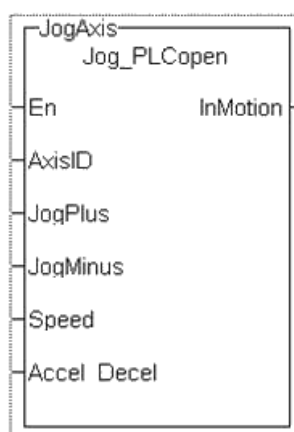 JogAxis
Jog_PLCopen
En InMotion
AxisID
JogPlus
JogMinus
Speed
Accel Decel